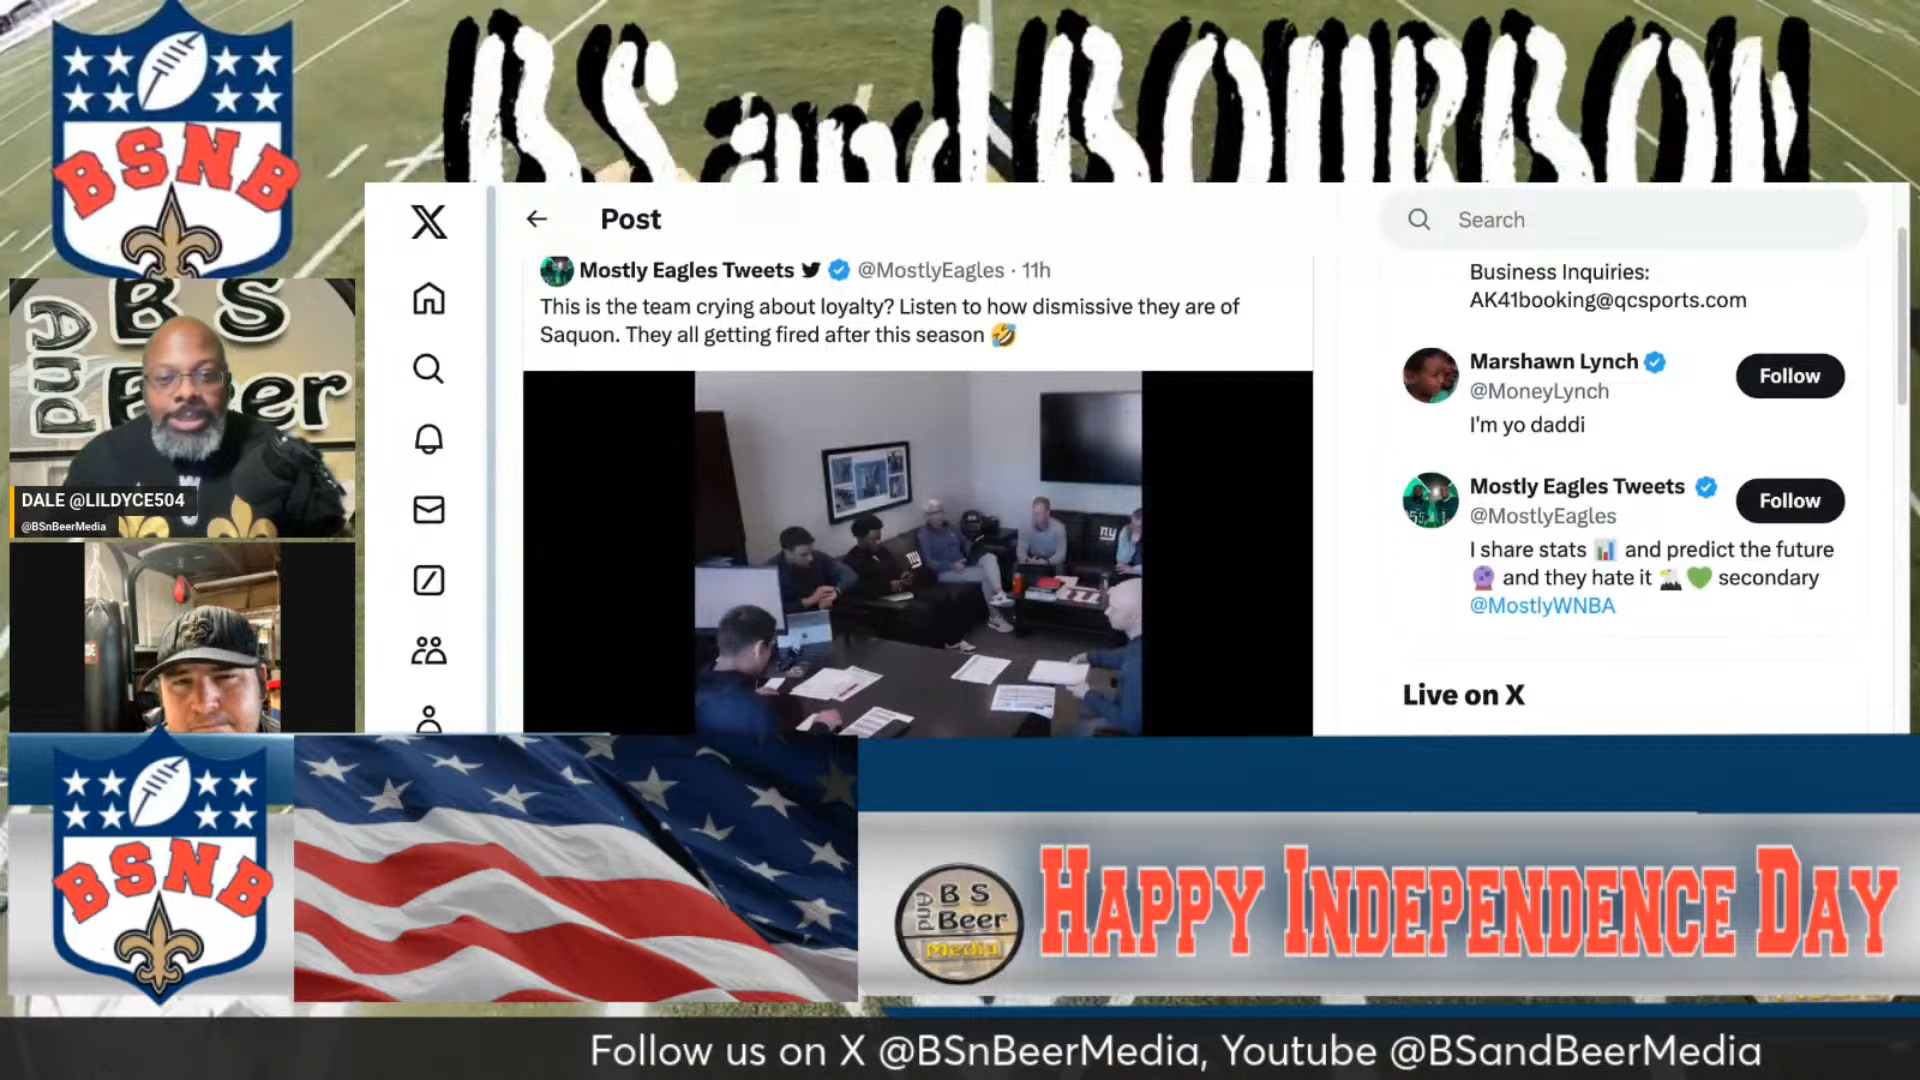 BS and BOURBON
BSNB
Post
Search
Mostly Eagles Tweets @MostlyEagles · 11h
This is the team crying about loyalty? Listen to how dismissive they are of
Saquon. They all getting fired after this season 🤣
ny
ny
Business Inquiries:
AK41booking@qcsports.com
Marshawn Lynch
@MoneyLynch
Follow
I'm yo daddi
Mostly Eagles Tweets
@MostlyEagles
Follow
I share stats 📊 and predict the future
🔮 and they hate it 🦅 💚 secondary
@MostlyWNBA
Live on X
BS
And
Beer
DALE @LILDYCE504
@BSnBeerMedia
BSNB
BS
And
Beer
Media
HAPPY INDEPENDENCE DAY
Follow us on X @BSnBeerMedia, Youtube @BSandBeerMedia